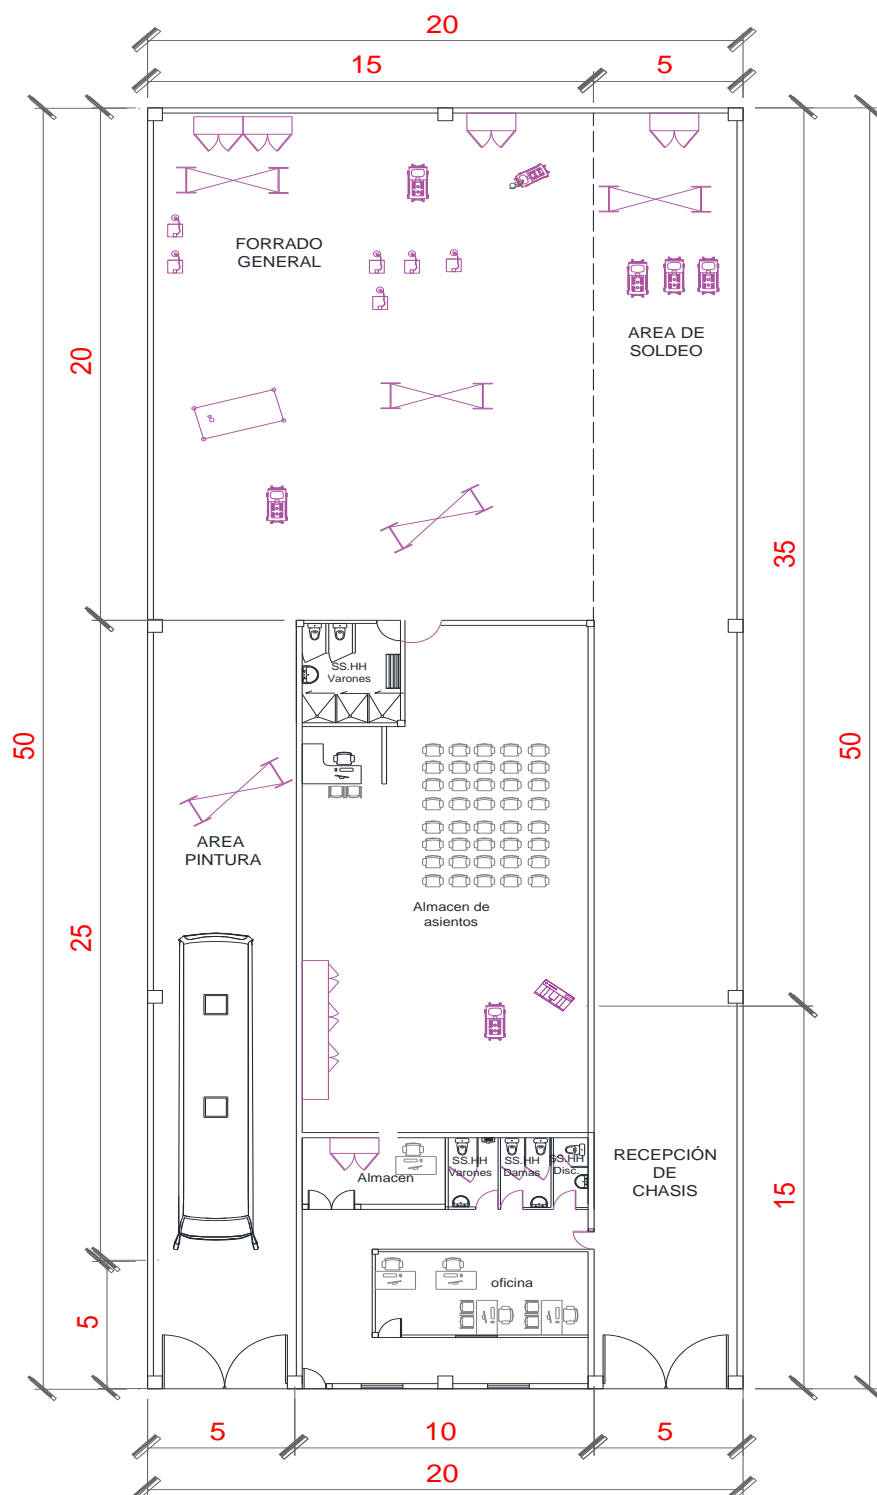 20
15
5
FORRADO
GENERAL
AREA DE
SOLDEO
20
35
SS.HH
Varones
50
50
AREA
PINTURA
Almacen de
asientos
25
RECEPCIÓN
DE
CHASIS
SS.HH
Varones
SS.HH
Damas
SS.HH
Disc.
Almacen
15
oficina
5
5
10
5
20